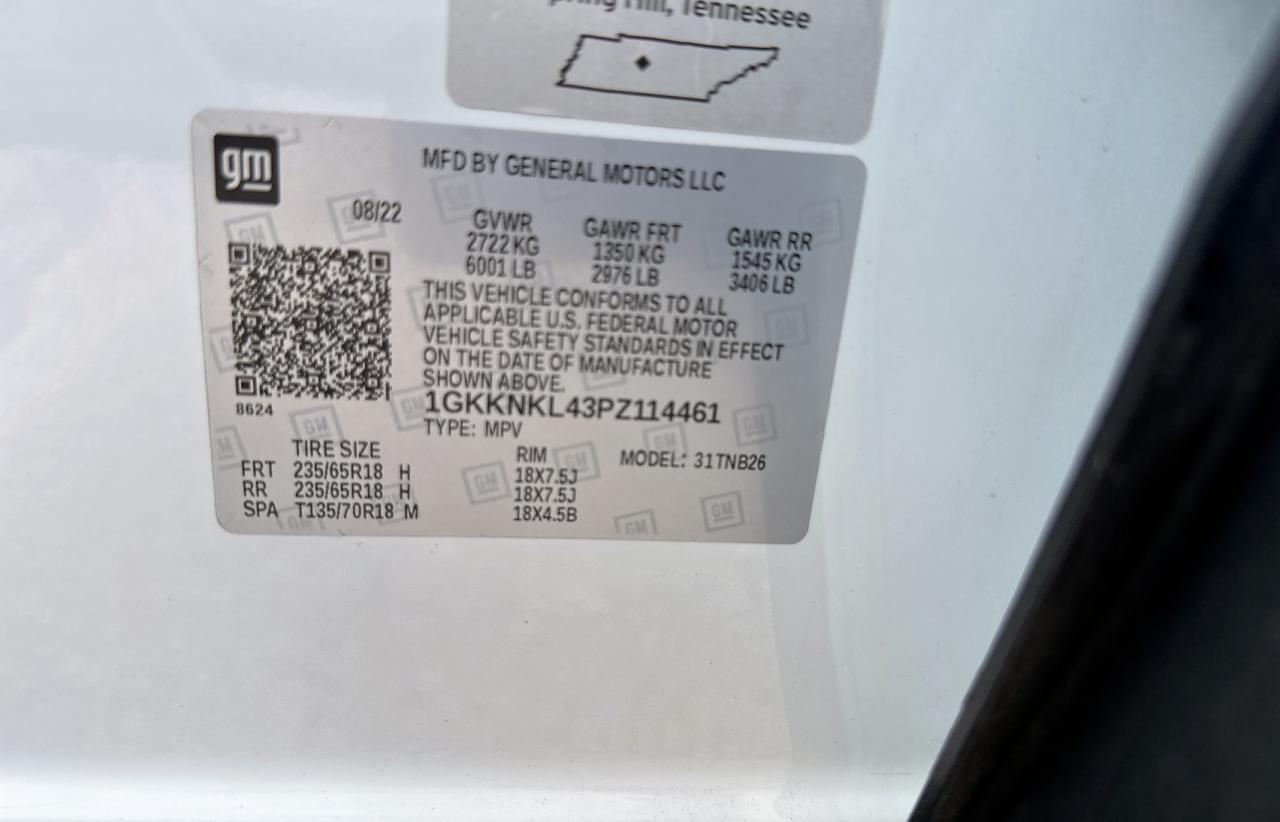 Hill, Tennessee
gm
MFD BY GENERAL MOTORS LLC
08/22
GVWR GAWR FRT GAWR RR
2722 KG 1350 KG 1545 KG
6001 LB 2976 LB 3406 LB
THIS VEHICLE CONFORMS TO ALL
APPLICABLE U.S. FEDERAL MOTOR
VEHICLE SAFETY STANDARDS IN EFFECT
ON THE DATE OF MANUFACTURE
SHOWN ABOVE.
8624
1GKKNKL43PZ114461
TYPE: MPV
TIRE SIZE RIM MODEL: 31TNB26
FRT 235/65R18 H 18X7.5J
RR 235/65R18 H 18X7.5J
SPA T135/70R18 M 18X4.5B